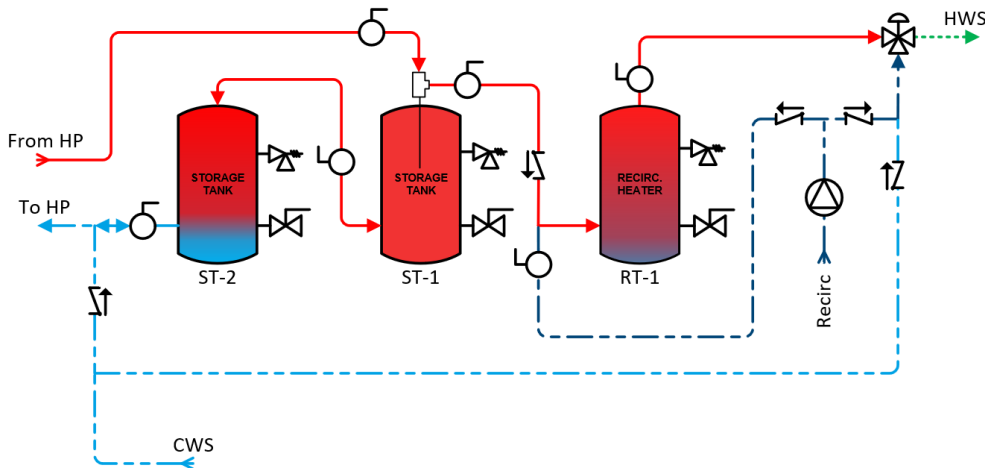 HWS
From HP
STORAGE
TANK
STORAGE
TANK
RECIRC.
HEATER
To HP
ST-2
ST-1
RT-1
Recirc
CWS